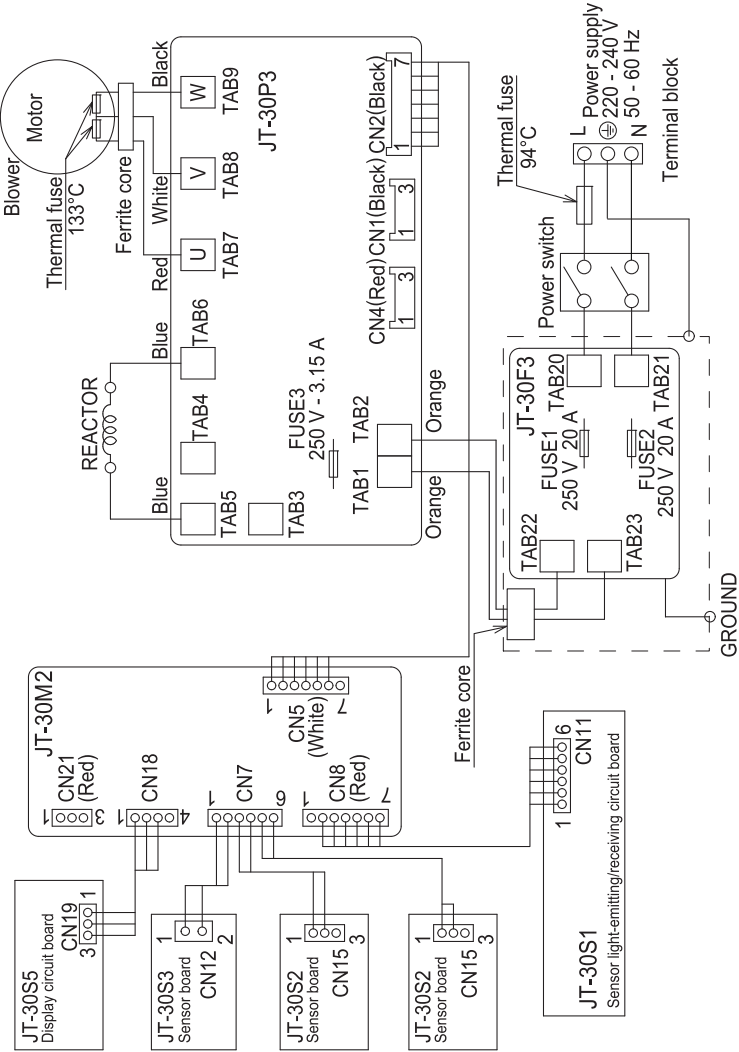 Blower
Motor
Thermal fuse
133°C
Ferrite core
Black
White
Red
W
V
U
TAB9
TAB8
TAB7
JT-30P3
CN2(Black)
1
7
CN1(Black)
1
3
CN4(Red)
1
3
REACTOR
Blue
Blue
TAB6
TAB4
TAB5
TAB3
FUSE3
250 V - 3.15 A
TAB1
TAB2
Orange
Orange
Thermal fuse
94°C
Power supply
220 - 240 V
50 - 60 Hz
L
N
Terminal block
Power switch
JT-30F3
TAB20
TAB21
FUSE1
250 V 20 A
FUSE2
250 V 20 A
TAB22
TAB23
GROUND
Ferrite core
JT-30M2
CN21
(Red)
1
3
CN18
1
4
CN7
1
6
CN8
(Red)
1
7
CN5
(White)
1
7
JT-30S5
Display circuit board
CN19
3
1
JT-30S3
Sensor board
CN12
1
2
JT-30S2
Sensor board
CN15
1
3
JT-30S2
Sensor board
CN15
1
3
JT-30S1
Sensor light-emitting/receiving circuit board
CN11
1
6